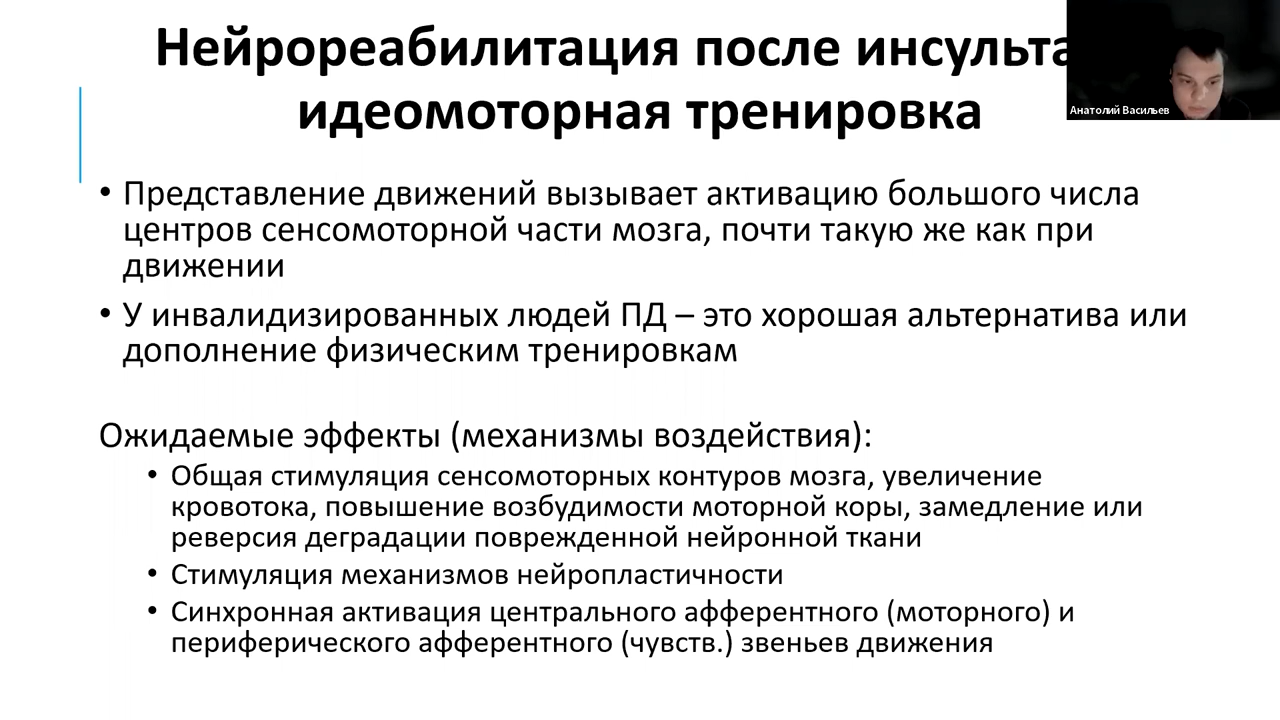 Нейрореабилитация после инсульта
идеомоторная тренировка
Анатолий Васильев
• Представление движений вызывает активацию большого числа
центров сенсомоторной части мозга, почти такую же как при
движении
• У инвалидизированных людей ПД – это хорошая альтернатива или
дополнение физическим тренировкам
Ожидаемые эффекты (механизмы воздействия):
• Общая стимуляция сенсомоторных контуров мозга, увеличение
кровотока, повышение возбудимости моторной коры, замедление или
реверсия деградации поврежденной нейронной ткани
• Стимуляция механизмов нейропластичности
• Синхронная активация центрального афферентного (моторного) и
периферического афферентного (чувств.) звеньев движения